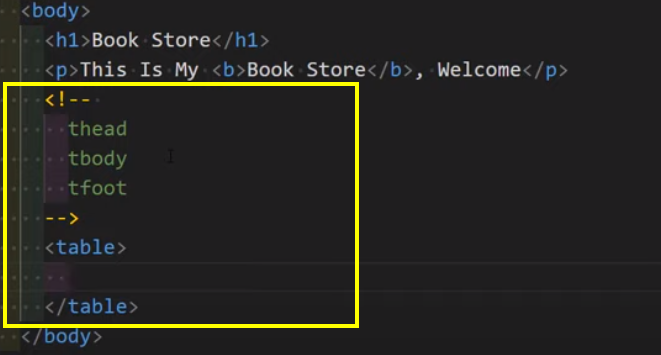 <body>
<h1>Book Store</h1>
<p>This Is My <b>Book Store</b>, Welcome</p>
<!--
thead
tbody
tfoot
-->
<table>
</table>
</body>